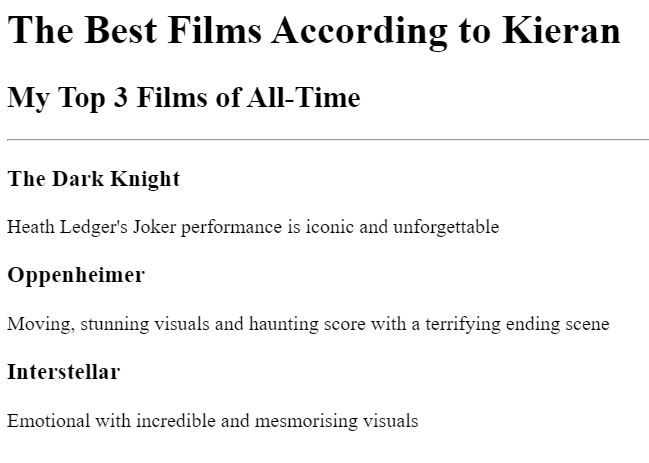 The Best Films According to Kieran
My Top 3 Films of All-Time
The Dark Knight
Heath Ledger's Joker performance is iconic and unforgettable
Oppenheimer
Moving, stunning visuals and haunting score with a terrifying ending scene
Interstellar
Emotional with incredible and mesmorising visuals